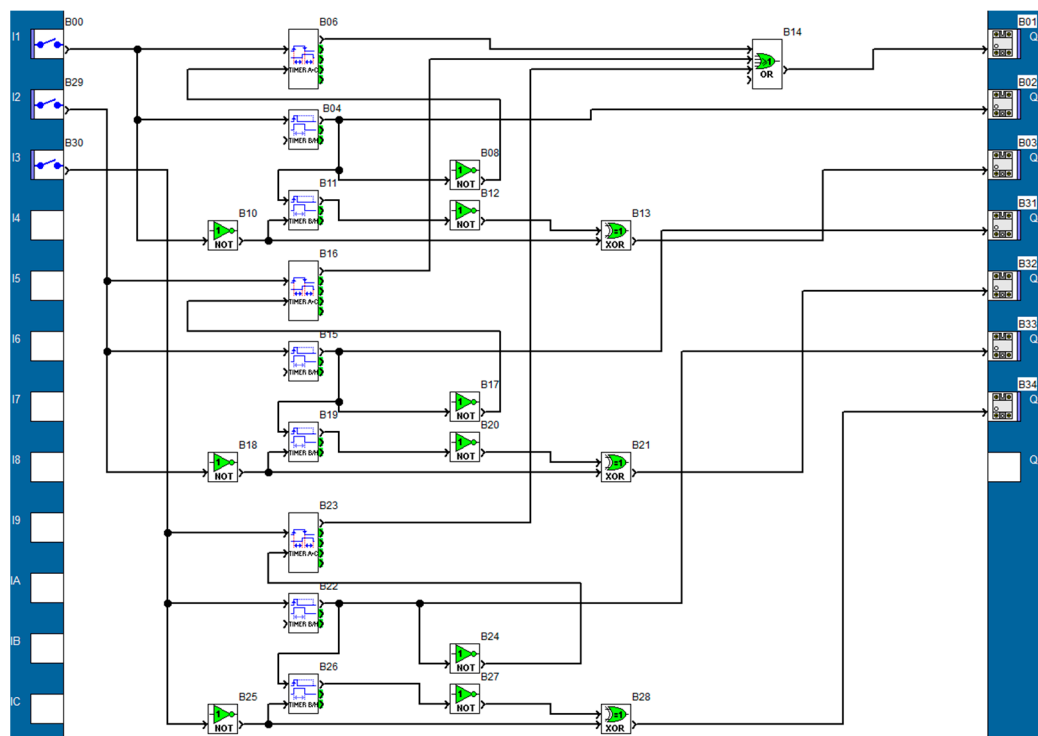 B00
B06
B01
I1
B14
Q
TIMER A-C
OR
B29
B04
B02
I2
Q
TIMER B/H
B30
B08
B03
I3
Q
NOT
B11
B12
B31
I4
B10
TIMER B/H
NOT
B13
Q
NOT
XOR
B16
B32
I5
Q
TIMER A-C
B15
B33
I6
Q
TIMER B/H
B17
B34
I7
Q
NOT
B19
B20
I8
B18
TIMER B/H
NOT
B21
Q
NOT
XOR
B23
I9
TIMER A-C
IA
B22
TIMER B/H
IB
B24
NOT
B26
B27
IC
B25
TIMER B/H
NOT
B28
NOT
XOR